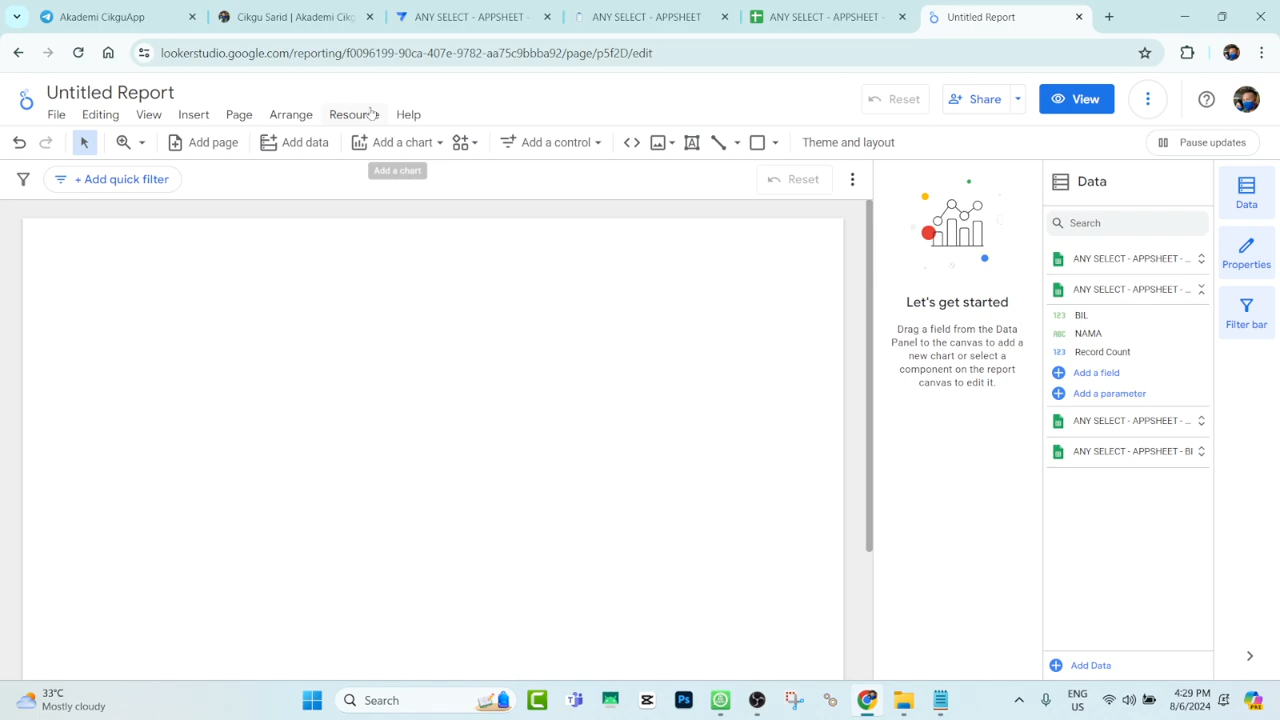 Akademi CikguApp
Cikgu Sarid | Akademi Cikg
ANY SELECT - APPSHEET -
ANY SELECT - APPSHEET
ANY SELECT - APPSHEET -
Untitled Report
lookerstudio.google.com/reporting/f0096199-90ca-407e-9782-aa75c9bbba92/page/p5f2D/edit
Untitled Report
File Editing View Insert Page Arrange Resource Help
Reset
Share
View
Add page
Add data
Add a chart
Add a control
Theme and layout
Pause updates
Add a chart
+ Add quick filter
Reset
Let's get started
Drag a field from the Data
Panel to the canvas to add a
new chart or select a
component on the report
canvas to edit it.
Data
Search
ANY SELECT - APPSHEET - ...
ANY SELECT - APPSHEET - ...
123 BIL
ABC NAMA
123 Record Count
Add a field
Add a parameter
ANY SELECT - APPSHEET - ...
ANY SELECT - APPSHEET - BI
Add Data
Data
Properties
Filter bar
33°C
Mostly cloudy
Search
ENG
US
4:29 PM
8/6/2024